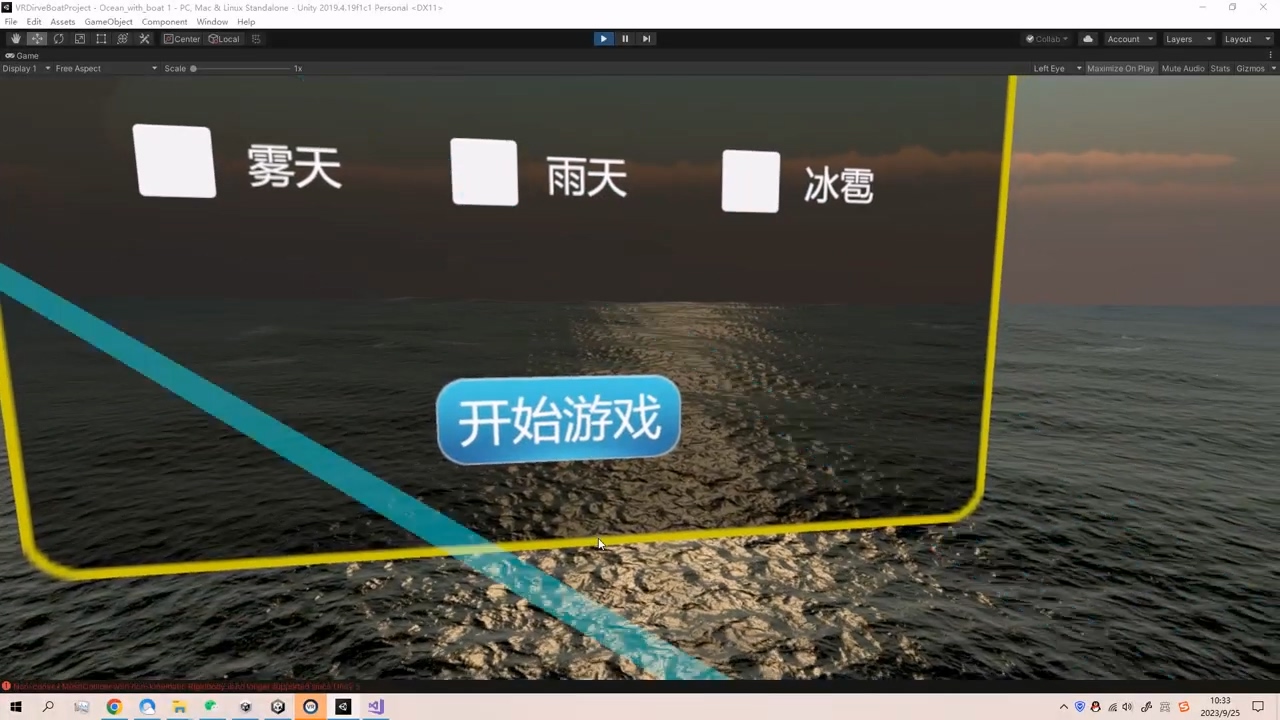 VRDirveBoatProject - Ocean_with_boat 1 - PC, Mac & Linux Standalone - Unity 2019.4.19f1c1 Personal <DX11>
File Edit Assets GameObject Component Window Help
Center Local Collab Account Layers Layout
Game
Display 1 Free Aspect Scale 1x Left Eye Maximize On Play Mute Audio Stats Gizmos
雾天 雨天 冰雹
开始游戏
10:33
2023/9/25